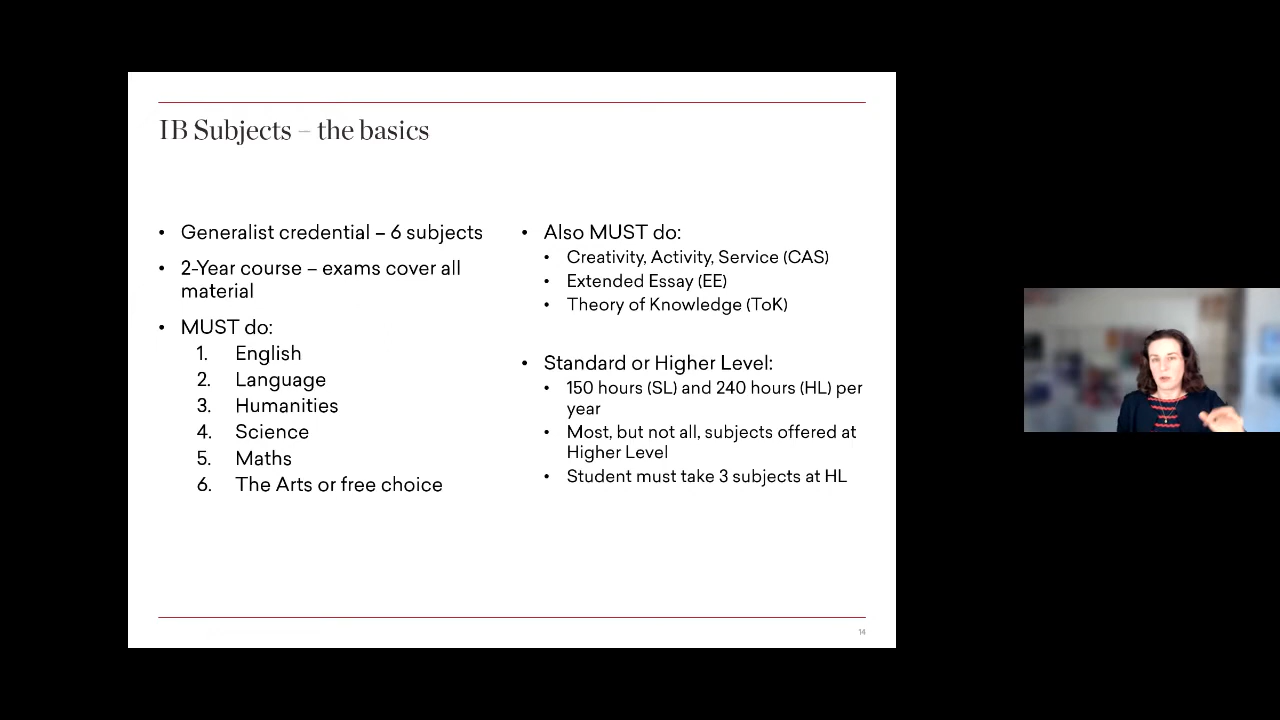 IB Subjects – the basics
• Generalist credential – 6 subjects
• 2-Year course – exams cover all
material
• MUST do:
1. English
2. Language
3. Humanities
4. Science
5. Maths
6. The Arts or free choice
• Also MUST do:
• Creativity, Activity, Service (CAS)
• Extended Essay (EE)
• Theory of Knowledge (ToK)
• Standard or Higher Level:
• 150 hours (SL) and 240 hours (HL) per
year
• Most, but not all, subjects offered at
Higher Level
• Student must take 3 subjects at HL
14